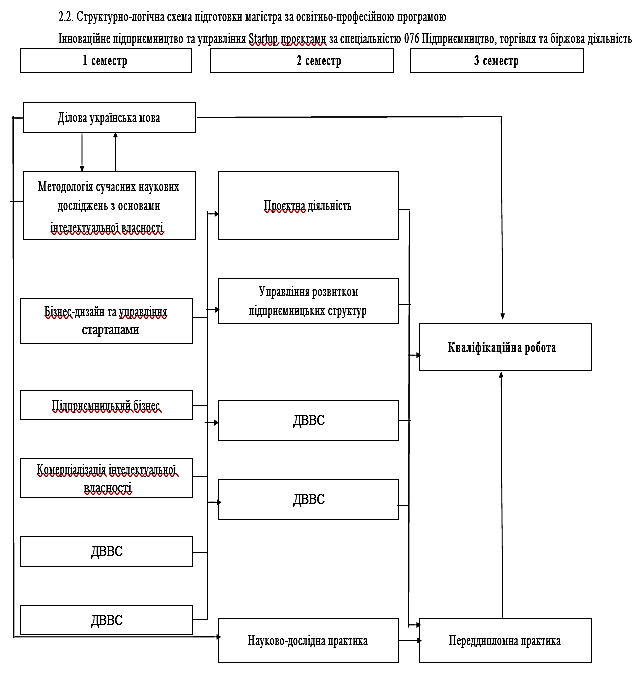 2.2. Структурно-логічна схема підготовки магістра за освітньо-професійною програмою
Інноваційне підприємництво та управління Startup проєктами за спеціальністю 076 Підприємництво, торгівля та біржова діяльність
1 семестр
2 семестр
3 семестр
Ділова українська мова
Методологія сучасних наукових
досліджень з основами
інтелектуальної власності
Проєктна діяльність
Бізнес-дизайн та управління
стартапами
Управління розвитком
підприємницьких структур
Кваліфікаційна робота
Підприємницький бізнес
ДВВС
Комерціалізація інтелектуальної
власності
ДВВС
ДВВС
ДВВС
Науково-дослідна практика
Переддипломна практика